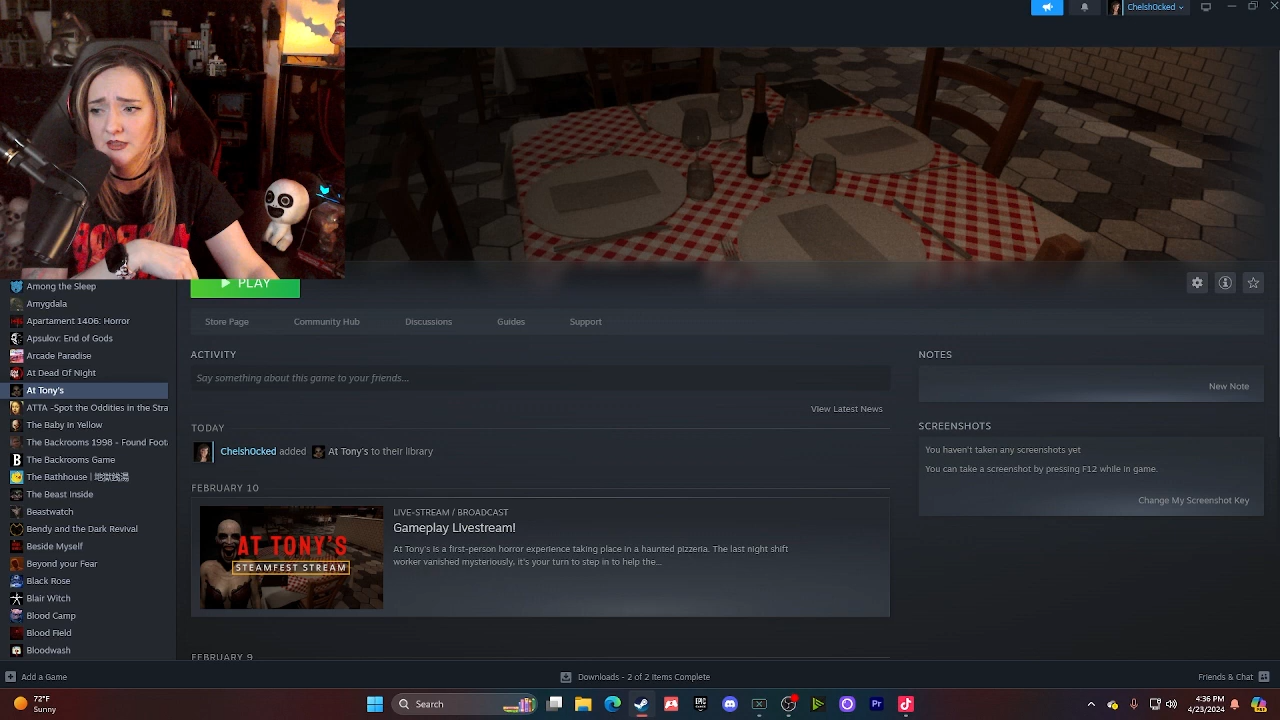 Chelsh0cked
PLAY
Store Page
Community Hub
Discussions
Guides
Support
Among the Sleep
Amygdala
Apartament 1406: Horror
Apsulov: End of Gods
Arcade Paradise
At Dead Of Night
At Tony's
ATTA -Spot the Oddities in the Stra
The Baby In Yellow
The Backrooms 1998 - Found Foot
The Backrooms Game
The Bathhouse | 地獄銭湯
The Beast Inside
Beastwatch
Bendy and the Dark Revival
Beside Myself
Beyond your Fear
Black Rose
Blair Witch
Blood Camp
Blood Field
Bloodwash
ACTIVITY
Say something about this game to your friends...
View Latest News
TODAY
Chelsh0cked added At Tony's to their library
FEBRUARY 10
AT TONY'S
STEAMFEST STREAM
LIVE-STREAM / BROADCAST
Gameplay Livestream!
At Tony's is a first-person horror experience taking place in a haunted pizzeria. The last night shift
worker vanished mysteriously, it's your turn to step in to help the...
FEBRUARY 9
NOTES
New Note
SCREENSHOTS
You haven't taken any screenshots yet
You can take a screenshot by pressing F12 while in game.
Change My Screenshot Key
Add a Game
Downloads - 2 of 2 Items Complete
Friends & Chat
72°F
Sunny
Search
4:36 PM
4/23/2024